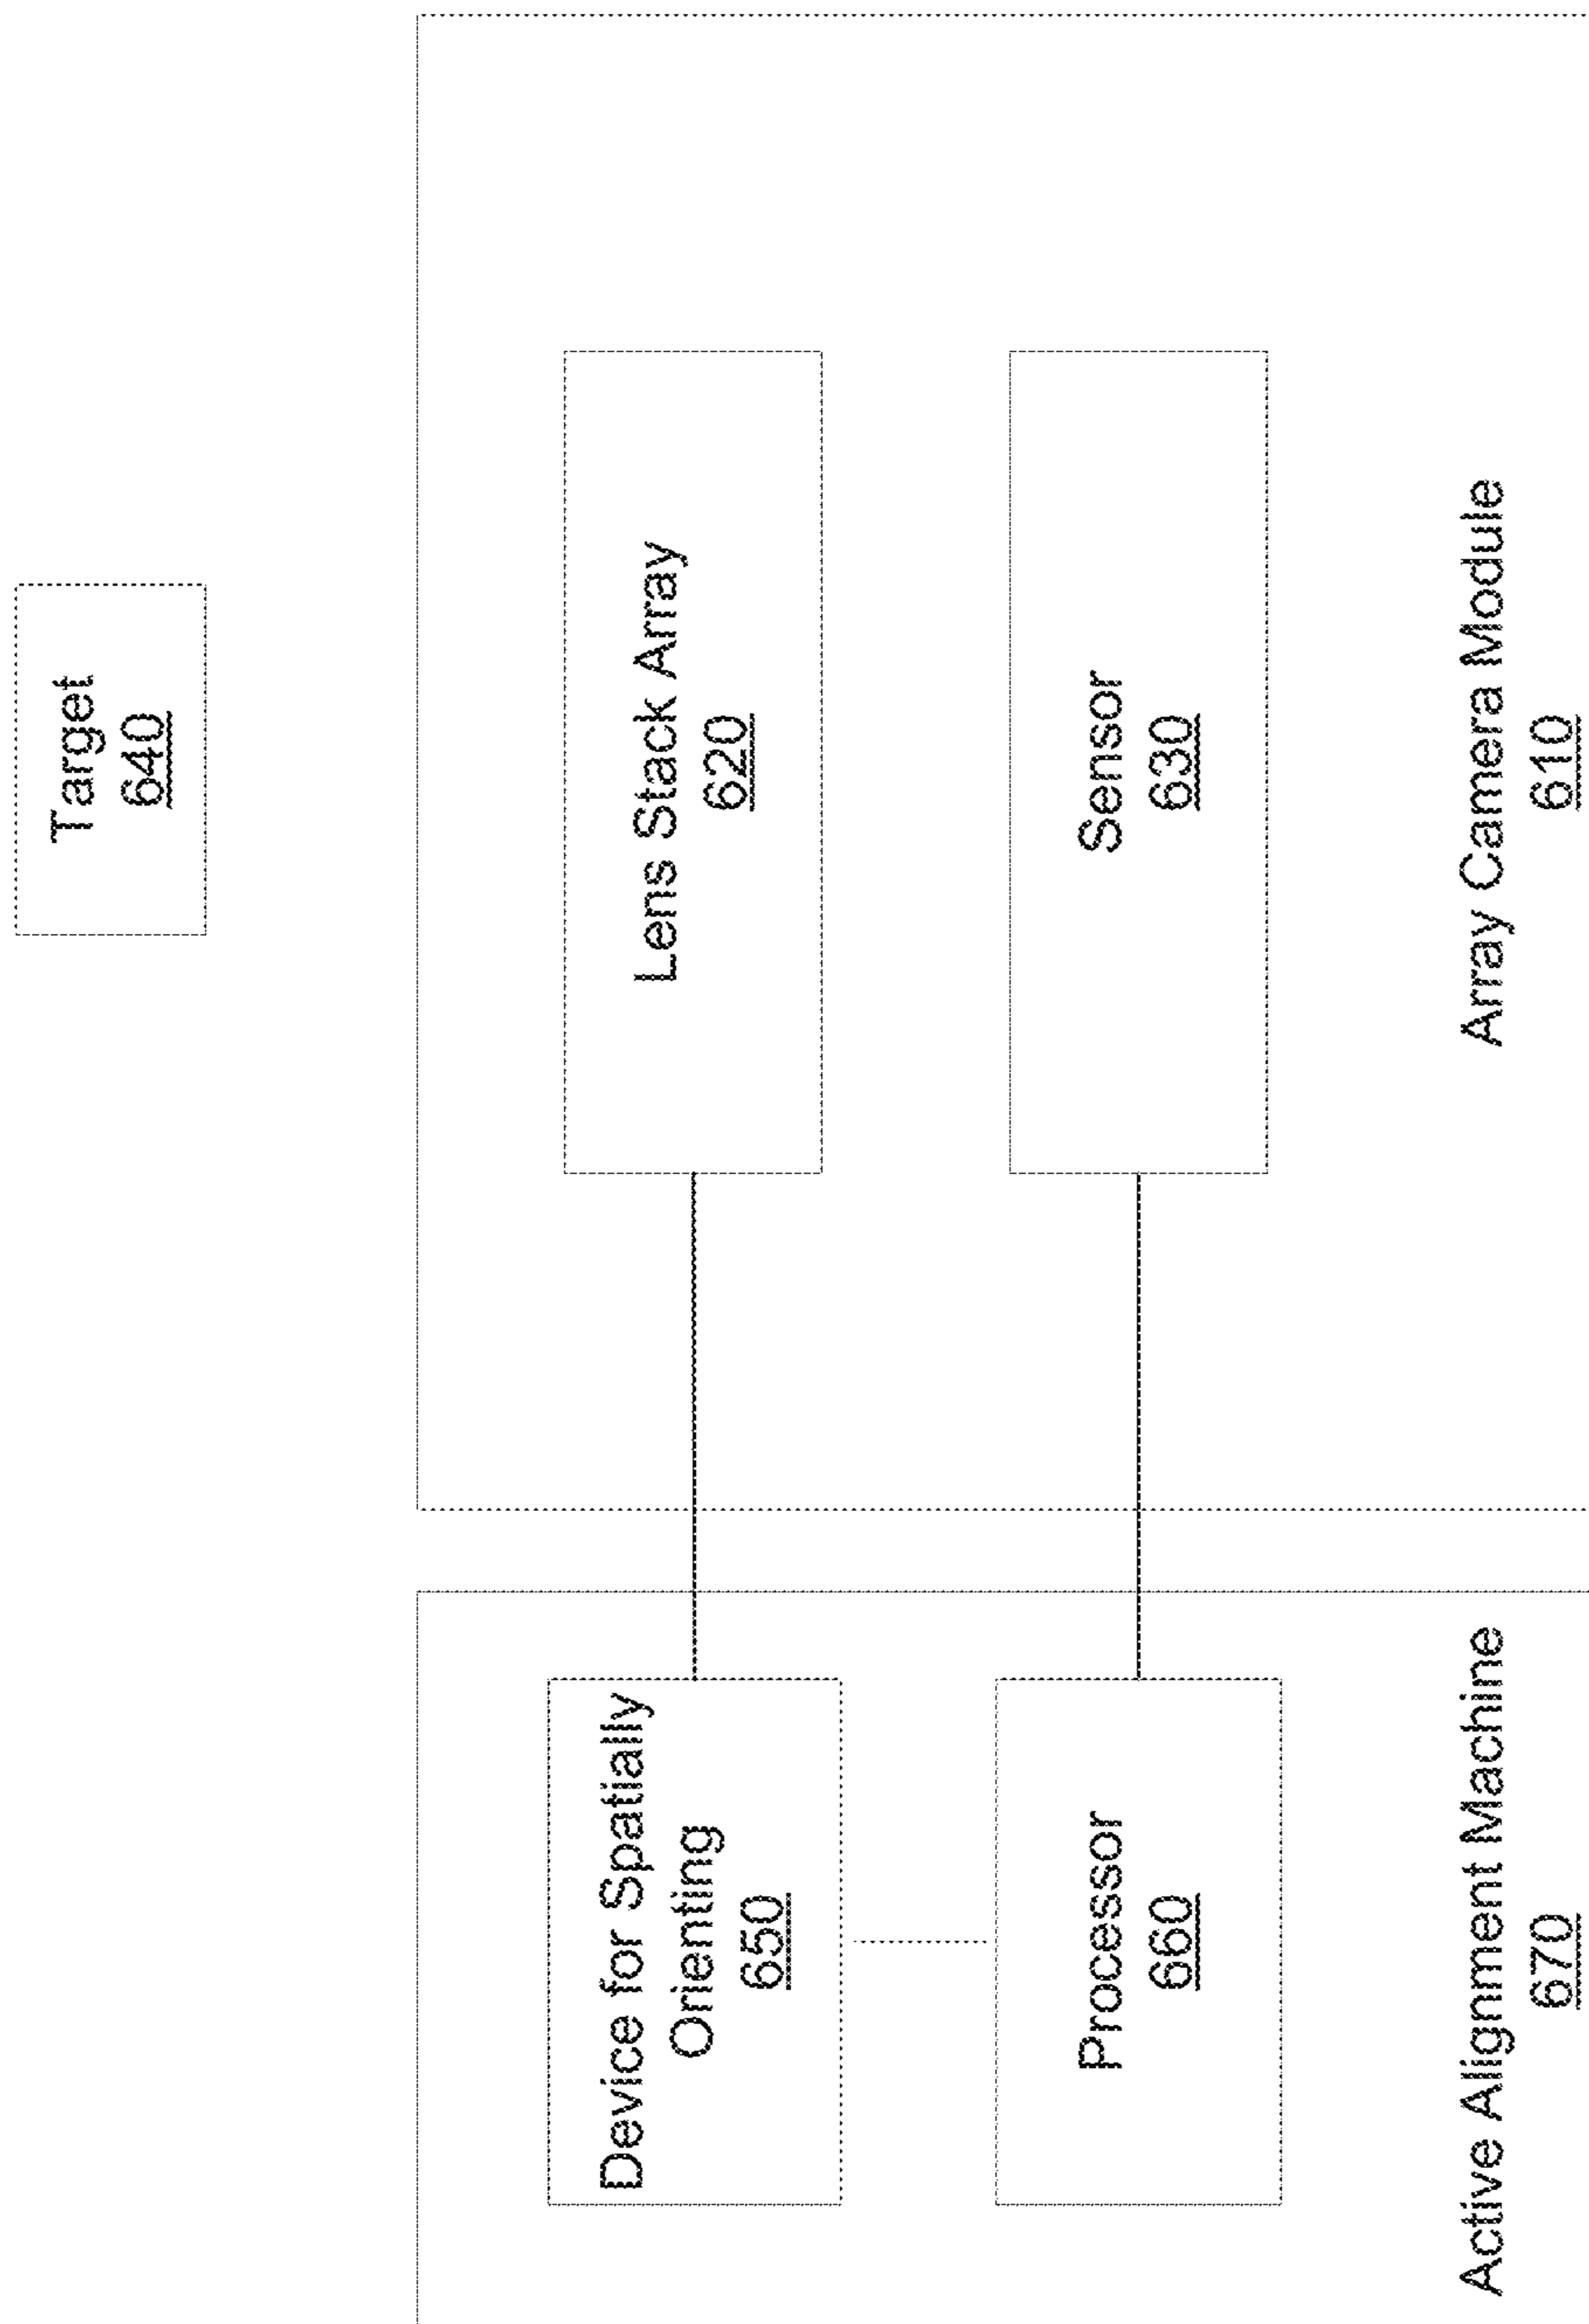 Target
640
Device for Spatially
Orienting
650
Lens Stack Array
620
Processor
660
Sensor
630
Active Alignment Machine
670
Array Camera Module
610